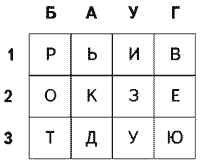 Б А У Г
1 Р Ь И В
2 О К З Е
3 Т Д У Ю